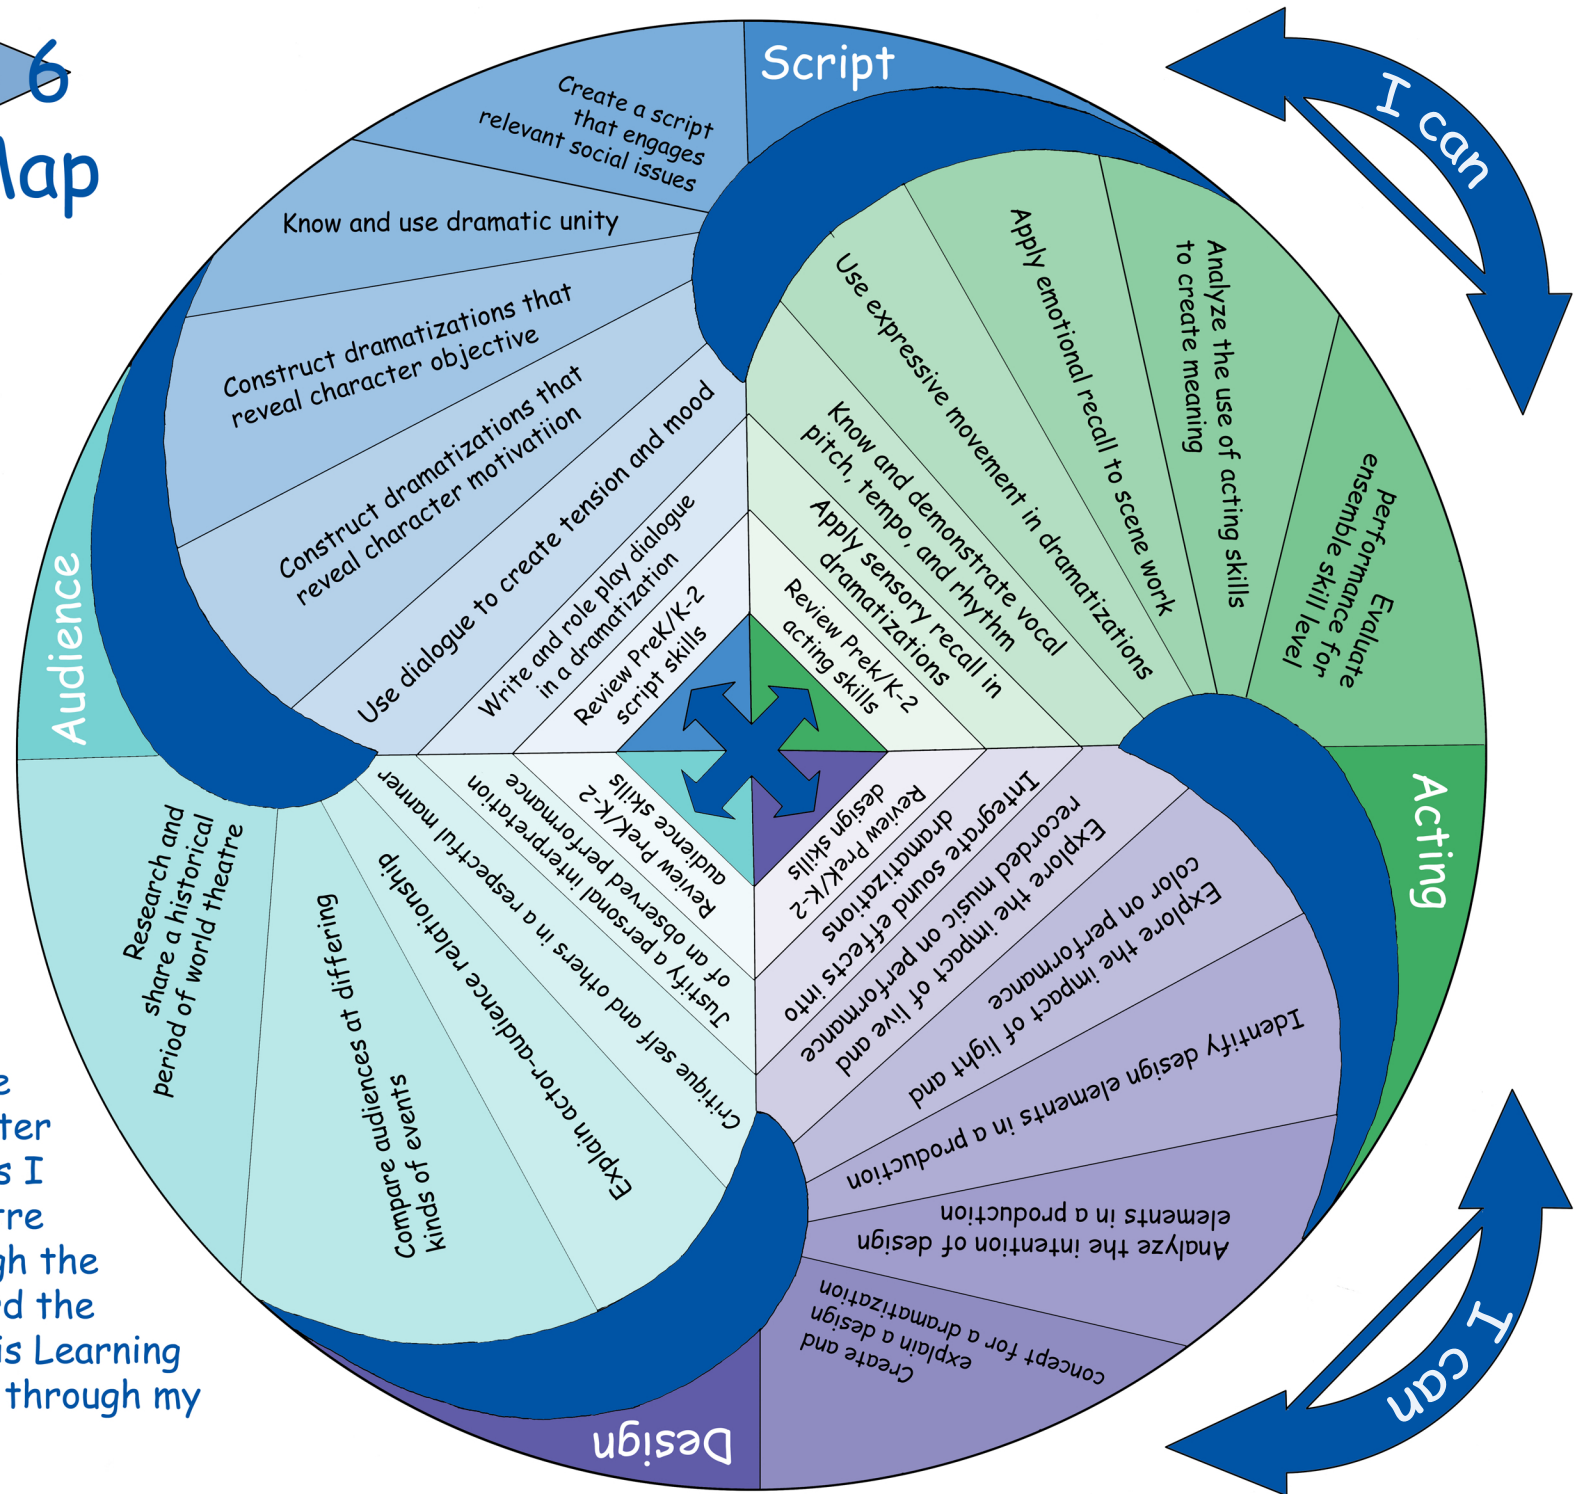 6
Map
Script
Create a script
that engages
relevant social issues
Know and use dramatic unity
Construct dramatizations that
reveal character objective
Construct dramatizations that
reveal character motivatiion
Use dialogue to create tension and mood
Write and role play dialogue
in a dramatization
Review PreK/K-2
script skills
Acting
Review Prek/K-2
acting skills
Apply sensory recall in
dramatizations
Know and demonstrate vocal
pitch, tempo, and rhythm
Use expressive movement in dramatizations
Apply emotional recall to scene work
Analyze the use of acting skills
to create meaning
Evaluate
performance for
ensemble skill level
Design
Review PreK/K-2
design skills
Integrate sound effects into
dramatizations
Explore the impact of live and
recorded music on performance
Explore the impact of light and
color on performance
Identify design elements in a production
Analyze the intention of design
elements in a production
Create and
explain a design
concept for a dramatization
Audience
Review PreK/K-2
audience skills
Justify a personal interpretation
of an observed performance
Critique self and others in a respectful manner
Explain actor-audience relationship
Compare audiences at differing
kinds of events
Research and
share a historical
period of world theatre
I can
I can
e
ter
s I
tre
gh the
d the
is Learning
through my